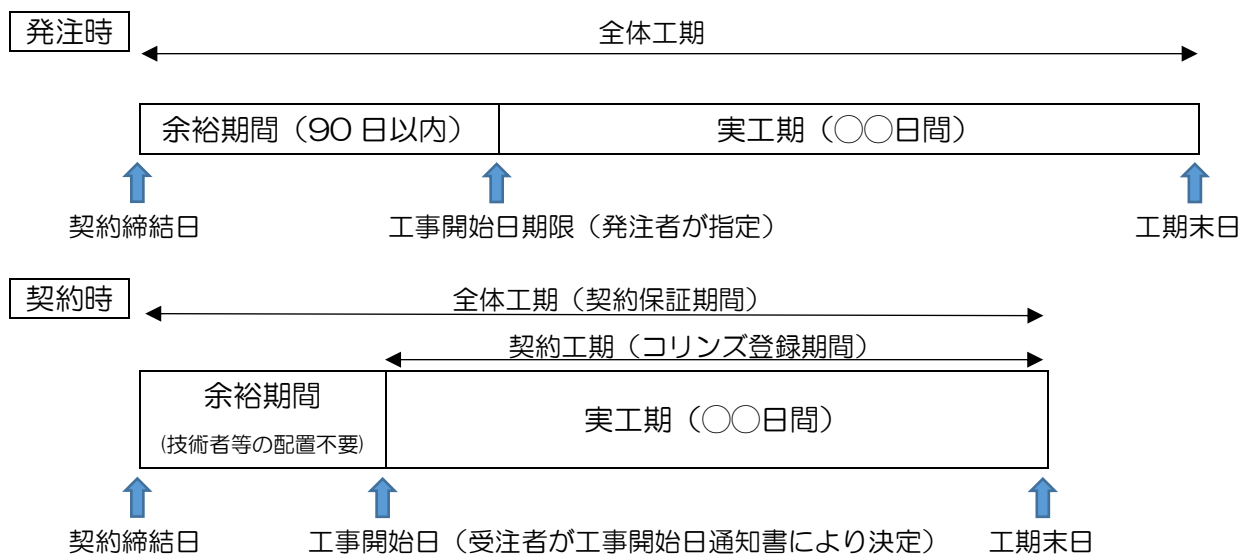 発注時
全体工期
余裕期間（90日以内）
実工期（〇〇日間）
契約締結日
工事開始日期限（発注者が指定）
工期末日
契約時
全体工期（契約保証期間）
契約工期（コリンズ登録期間）
余裕期間
(技術者等の配置不要)
実工期（〇〇日間）
契約締結日
工事開始日（受注者が工事開始日通知書により決定）
工期末日